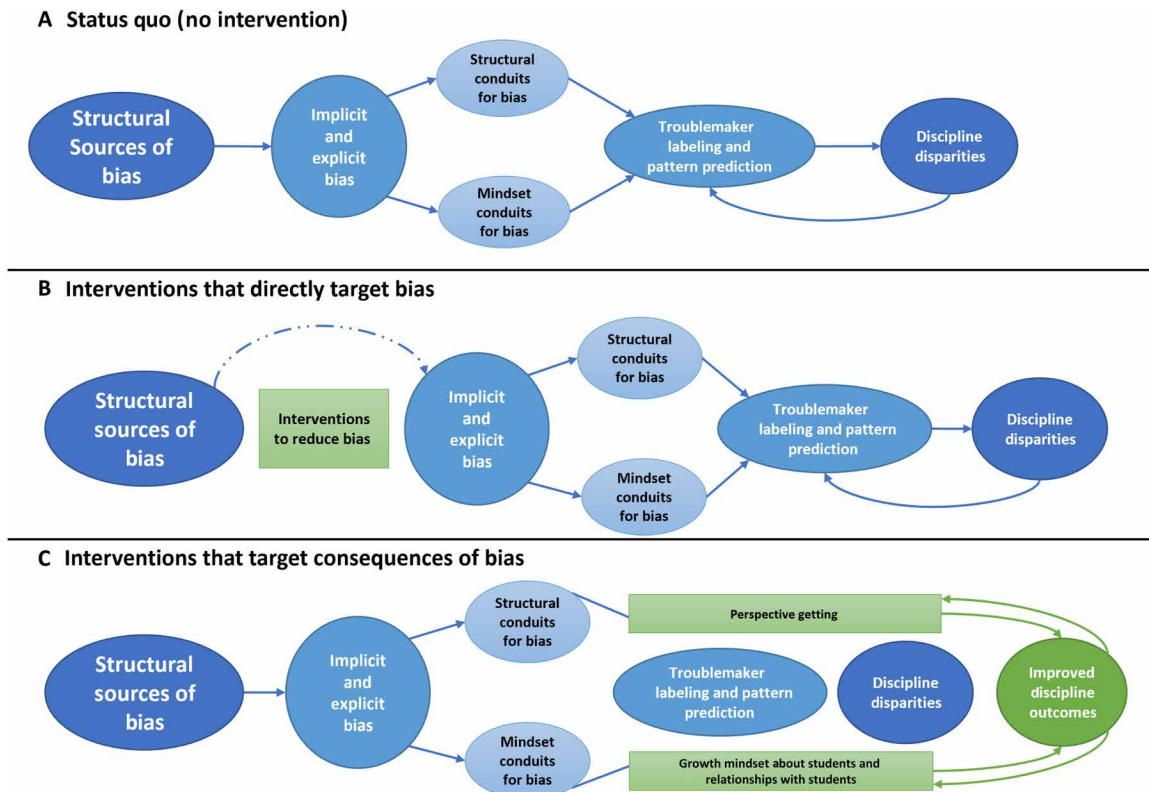 A Status quo (no intervention)
Structural
Sources of
bias
Implicit
and
explicit
bias
Structural
conduits
for bias
Mindset
conduits
for bias
Troublemaker
labeling and
pattern prediction
Discipline
disparities
B Interventions that directly target bias
Structural
sources of
bias
Interventions
to reduce bias
Implicit
and
explicit
bias
Structural
conduits
for bias
Mindset
conduits
for bias
Troublemaker
labeling and pattern
prediction
Discipline
disparities
C Interventions that target consequences of bias
Structural
sources of
bias
Implicit
and
explicit
bias
Structural
conduits
for bias
Mindset
conduits
for bias
Perspective getting
Troublemaker
labeling and pattern
prediction
Discipline
disparities
Improved
discipline
outcomes
Growth mindset about students and
relationships with students